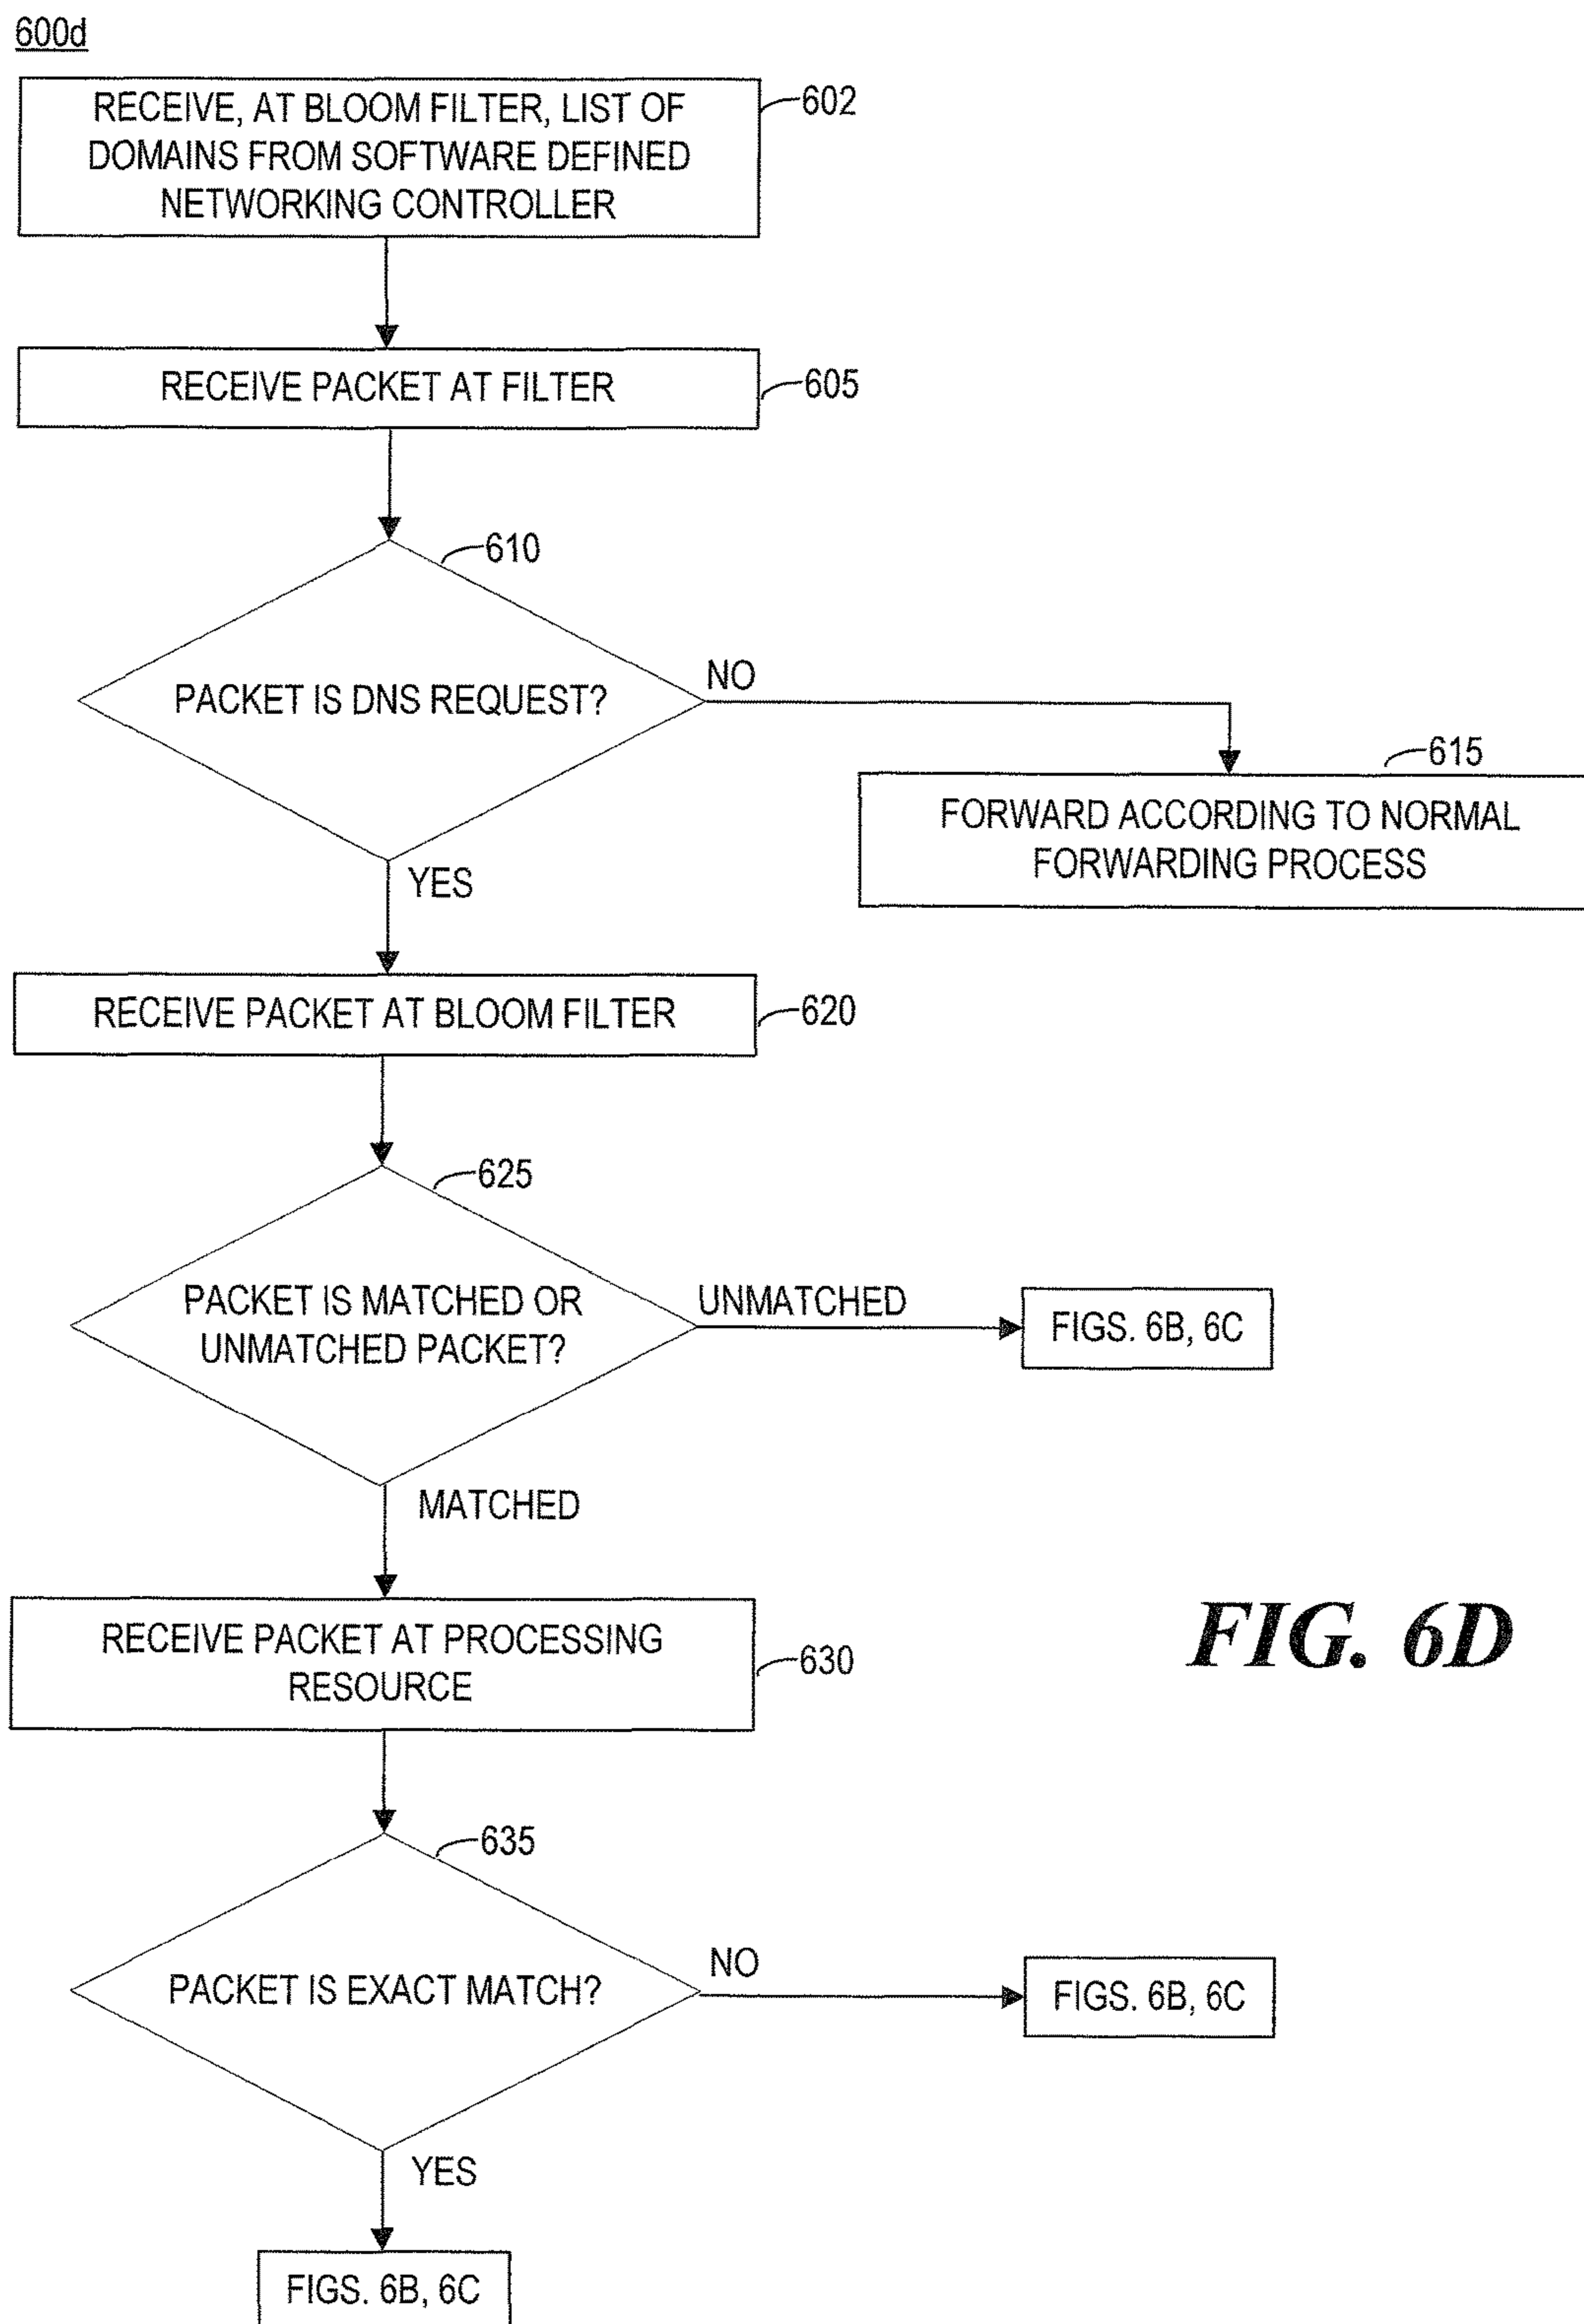 600d
RECEIVE, AT BLOOM FILTER, LIST OF
DOMAINS FROM SOFTWARE DEFINED
NETWORKING CONTROLLER
602
RECEIVE PACKET AT FILTER
605
610
PACKET IS DNS REQUEST?
NO
615
FORWARD ACCORDING TO NORMAL
FORWARDING PROCESS
YES
RECEIVE PACKET AT BLOOM FILTER
620
625
PACKET IS MATCHED OR
UNMATCHED PACKET?
UNMATCHED
FIGS. 6B, 6C
MATCHED
RECEIVE PACKET AT PROCESSING
RESOURCE
630
FIG. 6D
635
PACKET IS EXACT MATCH?
NO
FIGS. 6B, 6C
YES
FIGS. 6B, 6C